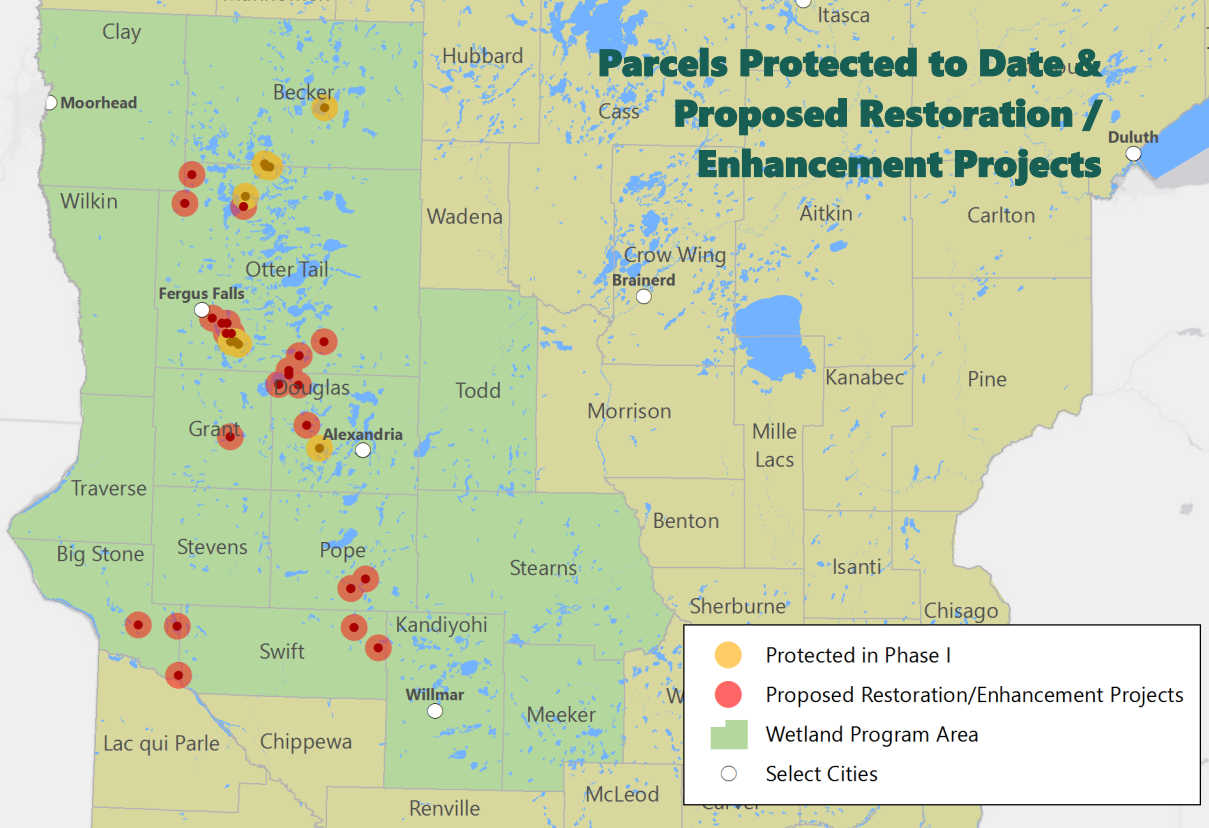 Itasca
Clay
Hubbard
Parcels Protected to Date &
Becker
Moorhead
Cass
Proposed Restoration /
Duluth
Enhancement Projects
Wilkin
Wadena
Aitkin
Carlton
Crow Wing
Otter Tail
Brainerd
Fergus Falls
Kanabec
Pine
Douglas
Todd
Morrison
Grant
Alexandria
Mille
Lacs
Traverse
Benton
Stevens
Pope
Big Stone
Stearns
Isanti
Sherburne
Chisago
Kandiyohi
Swift
Protected in Phase I
Willmar
Proposed Restoration/Enhancement Projects
Meeker
Wetland Program Area
Lac qui Parle
Chippewa
Select Cities
McLeod
Renville